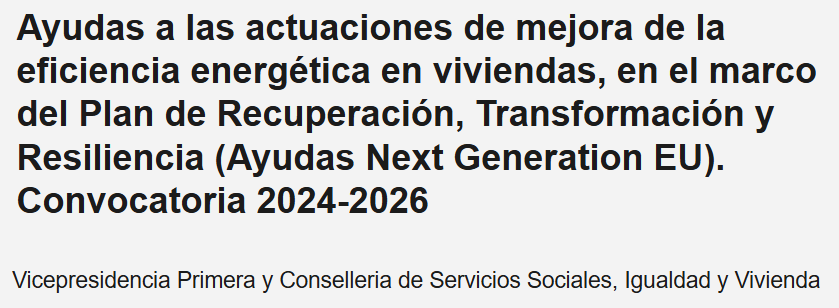 Ayudas a las actuaciones de mejora de la
eficiencia energética en viviendas, en el marco
del Plan de Recuperación, Transformación y
Resiliencia (Ayudas Next Generation EU).
Convocatoria 2024-2026
Vicepresidencia Primera y Conselleria de Servicios Sociales, Igualdad y Vivienda